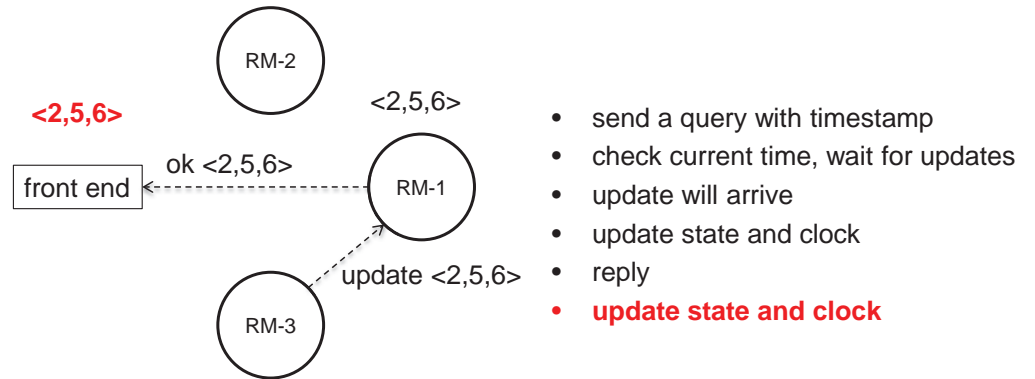 RM-2
<2,5,6>
<2,5,6>
ok <2,5,6>
front end
RM-1
update <2,5,6>
RM-3
• send a query with timestamp
• check current time, wait for updates
• update will arrive
• update state and clock
• reply
• update state and clock